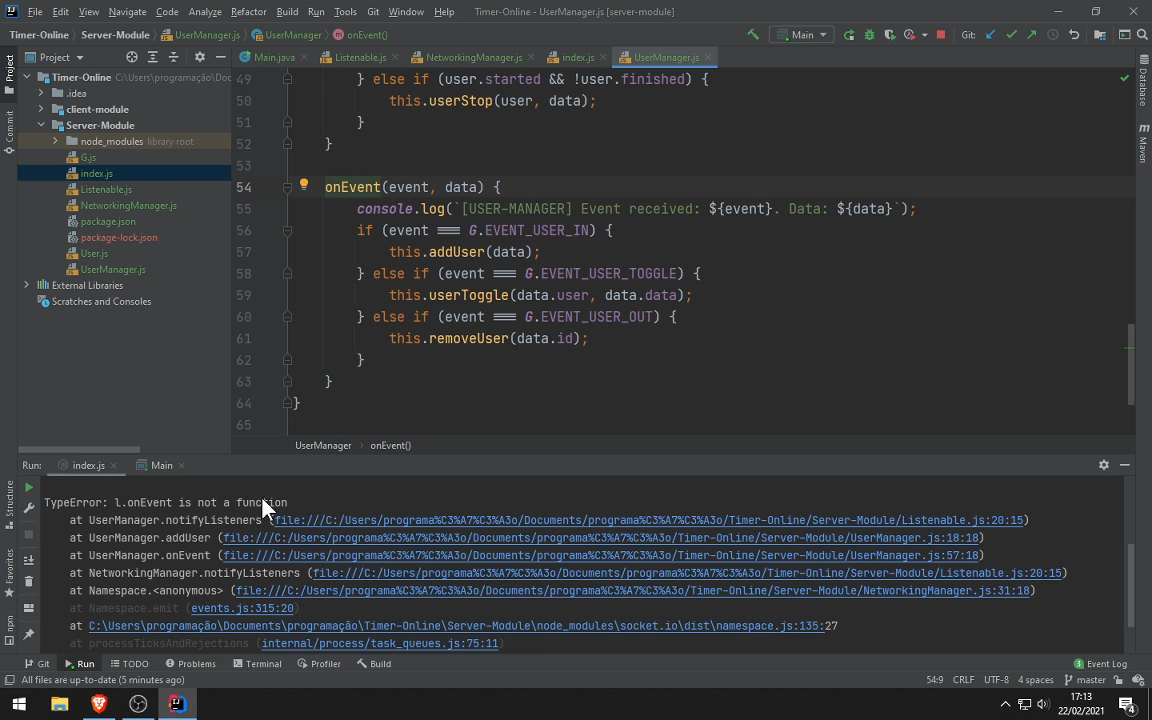 File Edit View Navigate Code Analyze Refactor Build Run Tools Git Window Help Timer-Online - UserManager.js [server-module]
Timer-Online Server-Module UserManager.js UserManager onEvent() Main Git:
Project Main.java Listenable.js NetworkingManager.js index.js UserManager.js
Timer-Online C:\Users\programação\Doc
.idea
client-module
Server-Module
node_modules library root
G.js
index.js
Listenable.js
NetworkingManager.js
package.json
package-lock.json
User.js
UserManager.js
External Libraries
Scratches and Consoles
Project
Commit
Structure
Favorites
npm
Database
Maven
49 } else if (user.started && !user.finished) {
50 this.userStop(user, data);
51 }
52 }
53
54 onEvent(event, data) {
55 console.log(`[USER-MANAGER] Event received: ${event}. Data: ${data}`);
56 if (event === G.EVENT_USER_IN) {
57 this.addUser(data);
58 } else if (event === G.EVENT_USER_TOGGLE) {
59 this.userToggle(data.user, data.data);
60 } else if (event === G.EVENT_USER_OUT) {
61 this.removeUser(data.id);
62 }
63 }
64 }
65
UserManager onEvent()
Run: index.js Main
TypeError: l.onEvent is not a function
at UserManager.notifyListeners (file:///C:/Users/programa%C3%A7%C3%A3o/Documents/programa%C3%A7%C3%A3o/Timer-Online/Server-Module/Listenable.js:20:15)
at UserManager.addUser (file:///C:/Users/programa%C3%A7%C3%A3o/Documents/programa%C3%A7%C3%A3o/Timer-Online/Server-Module/UserManager.js:18:18)
at UserManager.onEvent (file:///C:/Users/programa%C3%A7%C3%A3o/Documents/programa%C3%A7%C3%A3o/Timer-Online/Server-Module/UserManager.js:57:18)
at NetworkingManager.notifyListeners (file:///C:/Users/programa%C3%A7%C3%A3o/Documents/programa%C3%A7%C3%A3o/Timer-Online/Server-Module/Listenable.js:20:15)
at Namespace.<anonymous> (file:///C:/Users/programa%C3%A7%C3%A3o/Documents/programa%C3%A7%C3%A3o/Timer-Online/Server-Module/NetworkingManager.js:31:18)
at Namespace.emit (events.js:315:20)
at C:\Users\programação\Documents\programação\Timer-Online\Server-Module\node_modules\socket.io\dist\namespace.js:135:27
at processTicksAndRejections (internal/process/task_queues.js:75:11)
Git Run TODO Problems Terminal Profiler Build 3 Event Log
All files are up-to-date (5 minutes ago) 54:9 CRLF UTF-8 4 spaces master
17:13
22/02/2021
4